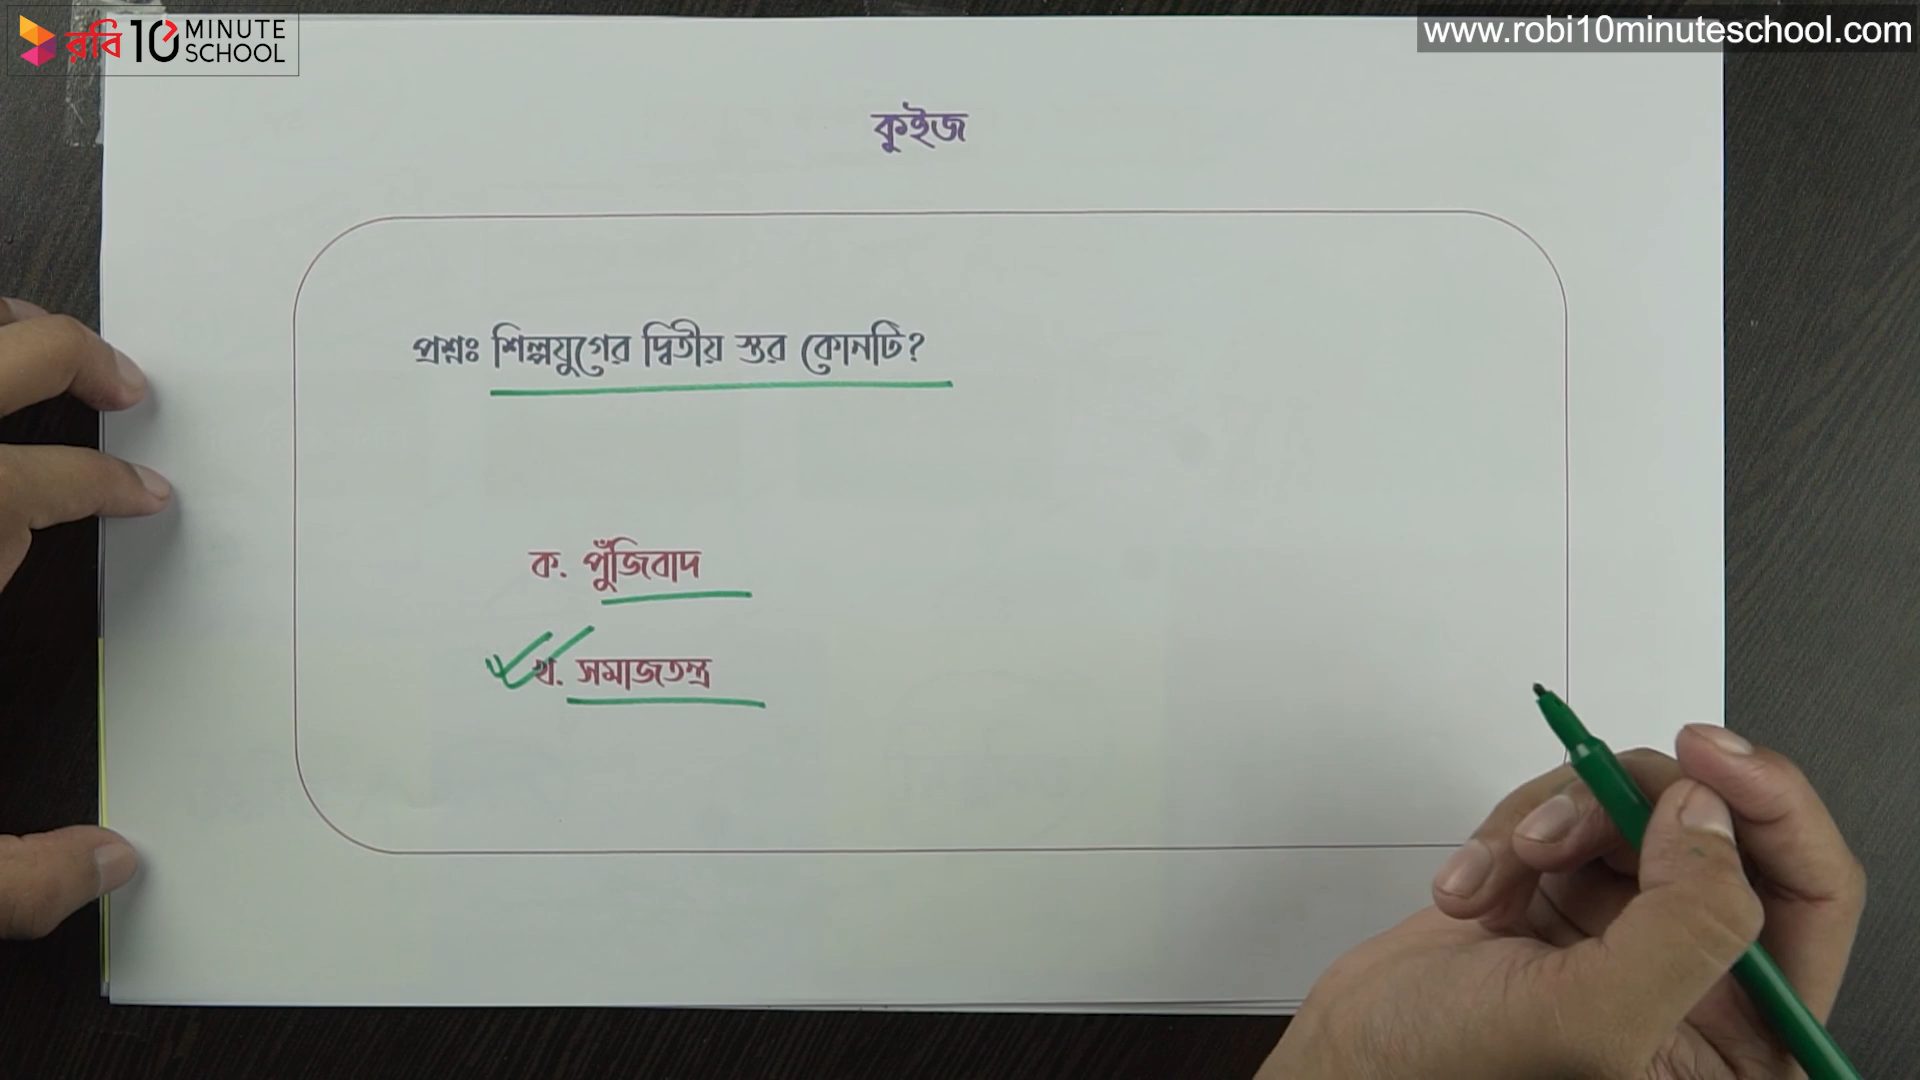 রবি 10 MINUTE SCHOOL
www.robi10minuteschool.com
কুইজ
প্রশ্নঃ শিল্পযুগের দ্বিতীয় স্তর কোনটি?
ক. পুঁজিবাদ
খ. সমাজতন্ত্র